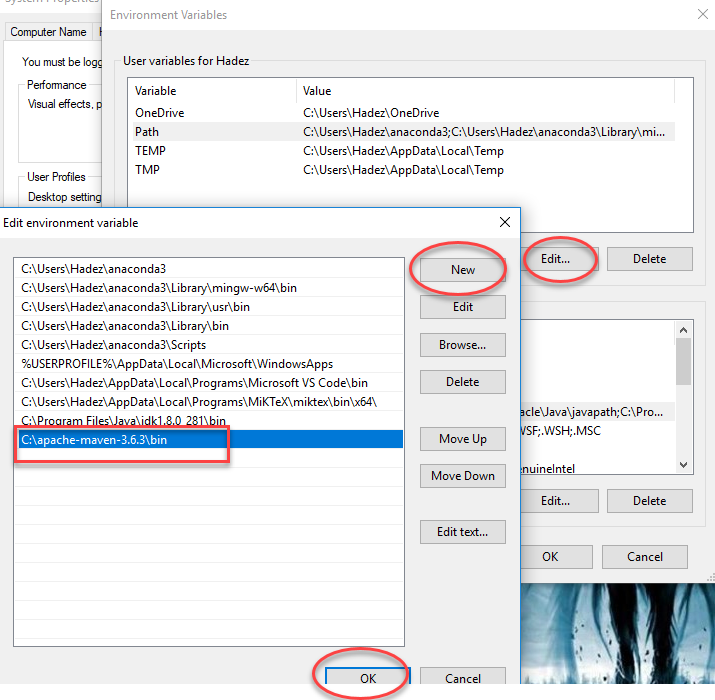 System Properties
Environment Variables
Computer Name
You must be logg
Performance
Visual effects, p
User Profiles
Desktop setting
User variables for Hadez
Variable Value
OneDrive C:\Users\Hadez\OneDrive
Path C:\Users\Hadez\anaconda3;C:\Users\Hadez\anaconda3\Library\mi...
TEMP C:\Users\Hadez\AppData\Local\Temp
TMP C:\Users\Hadez\AppData\Local\Temp
Edit... Delete
acle\Java\javapath;C:\Pro...
WSF;.WSH;.MSC
enuineIntel
Edit... Delete
OK Cancel
Edit environment variable
C:\Users\Hadez\anaconda3
C:\Users\Hadez\anaconda3\Library\mingw-w64\bin
C:\Users\Hadez\anaconda3\Library\usr\bin
C:\Users\Hadez\anaconda3\Library\bin
C:\Users\Hadez\anaconda3\Scripts
%USERPROFILE%\AppData\Local\Microsoft\WindowsApps
C:\Users\Hadez\AppData\Local\Programs\Microsoft VS Code\bin
C:\Users\Hadez\AppData\Local\Programs\MiKTeX\miktex\bin\x64\
C:\Program Files\Java\jdk1.8.0_281\bin
C:\apache-maven-3.6.3\bin
New
Edit
Browse...
Delete
Move Up
Move Down
Edit text...
OK Cancel